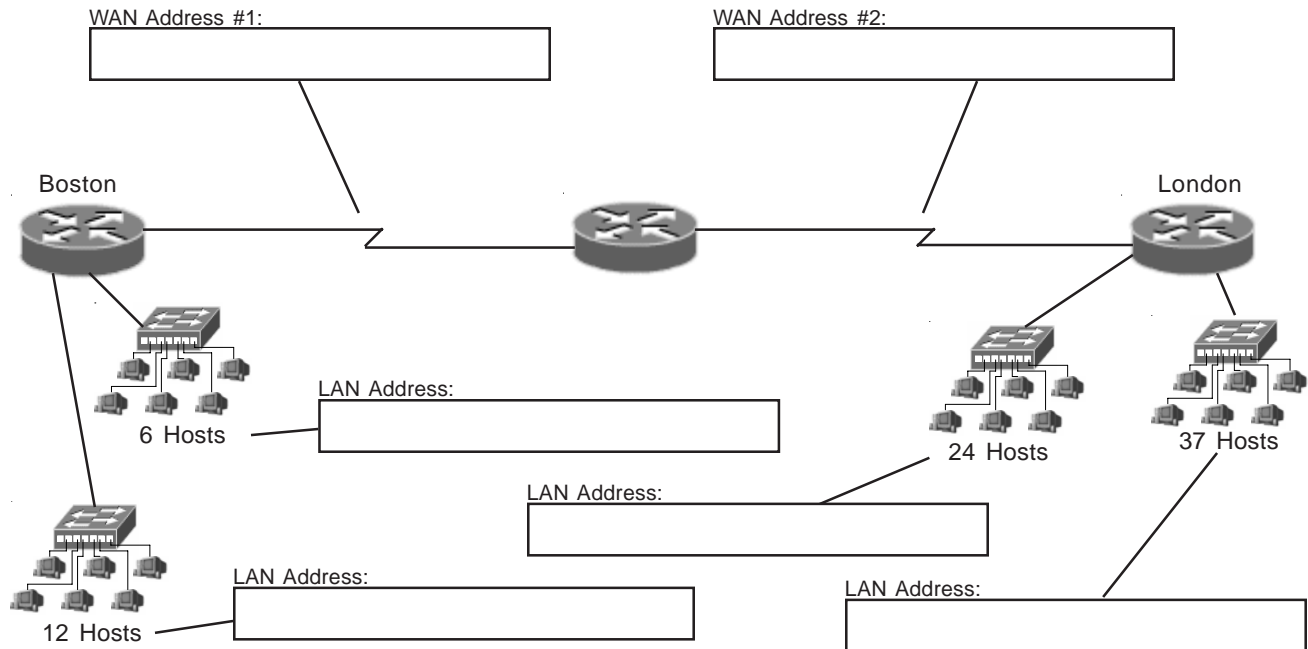 WAN Address #1:
WAN Address #2:
Boston
London
LAN Address:
6 Hosts
24 Hosts
37 Hosts
LAN Address:
LAN Address:
LAN Address:
12 Hosts